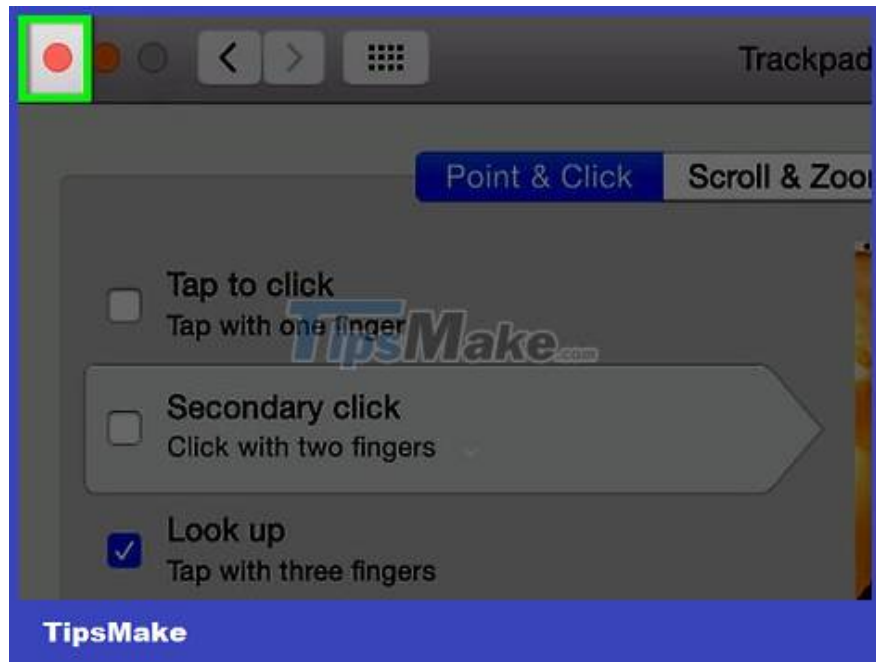 Trackpad
Point & Click
Scroll & Zoo
Tap to click
Tap with one finger
TipsMake.com
Secondary click
Click with two fingers
Look up
Tap with three fingers
TipsMake